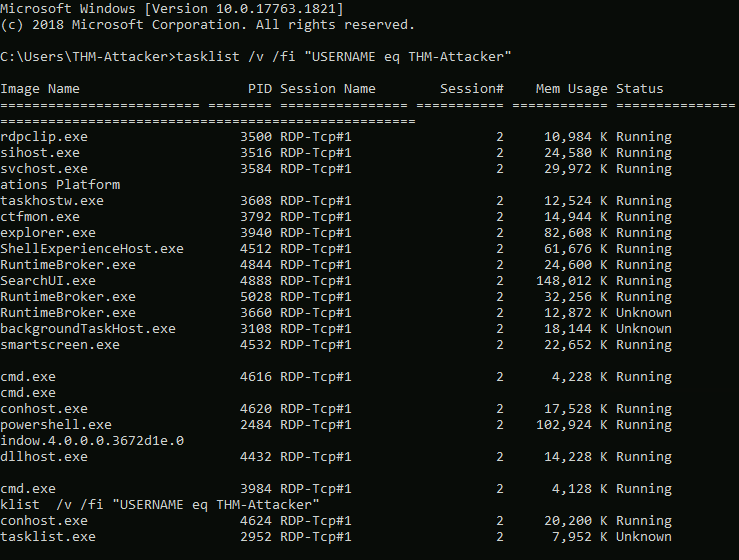 Microsoft Windows [Version 10.0.17763.1821]
(c) 2018 Microsoft Corporation. All rights reserved.
C:\Users\THM-Attacker>tasklist /v /fi "USERNAME eq THM-Attacker"
Image Name                     PID Session Name        Session#    Mem Usage Status
========================= ======== ================ =========== ============ ===============
====================================================
rdpclip.exe                   3500 RDP-Tcp#1                  2     10,984 K Running
sihost.exe                    3516 RDP-Tcp#1                  2     24,580 K Running
svchost.exe                   3584 RDP-Tcp#1                  2     29,972 K Running
ations Platform
taskhostw.exe                 3608 RDP-Tcp#1                  2     12,524 K Running
ctfmon.exe                    3792 RDP-Tcp#1                  2     14,944 K Running
explorer.exe                  3940 RDP-Tcp#1                  2     82,608 K Running
ShellExperienceHost.exe       4512 RDP-Tcp#1                  2     61,676 K Running
RuntimeBroker.exe             4844 RDP-Tcp#1                  2     24,600 K Running
SearchUI.exe                  4888 RDP-Tcp#1                  2    148,012 K Running
RuntimeBroker.exe             5028 RDP-Tcp#1                  2     32,256 K Running
RuntimeBroker.exe             3660 RDP-Tcp#1                  2     12,872 K Unknown
backgroundTaskHost.exe        3108 RDP-Tcp#1                  2     18,144 K Unknown
smartscreen.exe               4532 RDP-Tcp#1                  2     22,652 K Running
cmd.exe                       4616 RDP-Tcp#1                  2      4,228 K Running
cmd.exe
conhost.exe                   4620 RDP-Tcp#1                  2     17,528 K Running
powershell.exe                2484 RDP-Tcp#1                  2    102,924 K Running
indow.4.0.0.0.3672d1e.0
dllhost.exe                   4432 RDP-Tcp#1                  2     14,228 K Running
cmd.exe                       3984 RDP-Tcp#1                  2      4,128 K Running
klist  /v /fi "USERNAME eq THM-Attacker"
conhost.exe                   4624 RDP-Tcp#1                  2     20,200 K Running
tasklist.exe                  2952 RDP-Tcp#1                  2      7,952 K Unknown